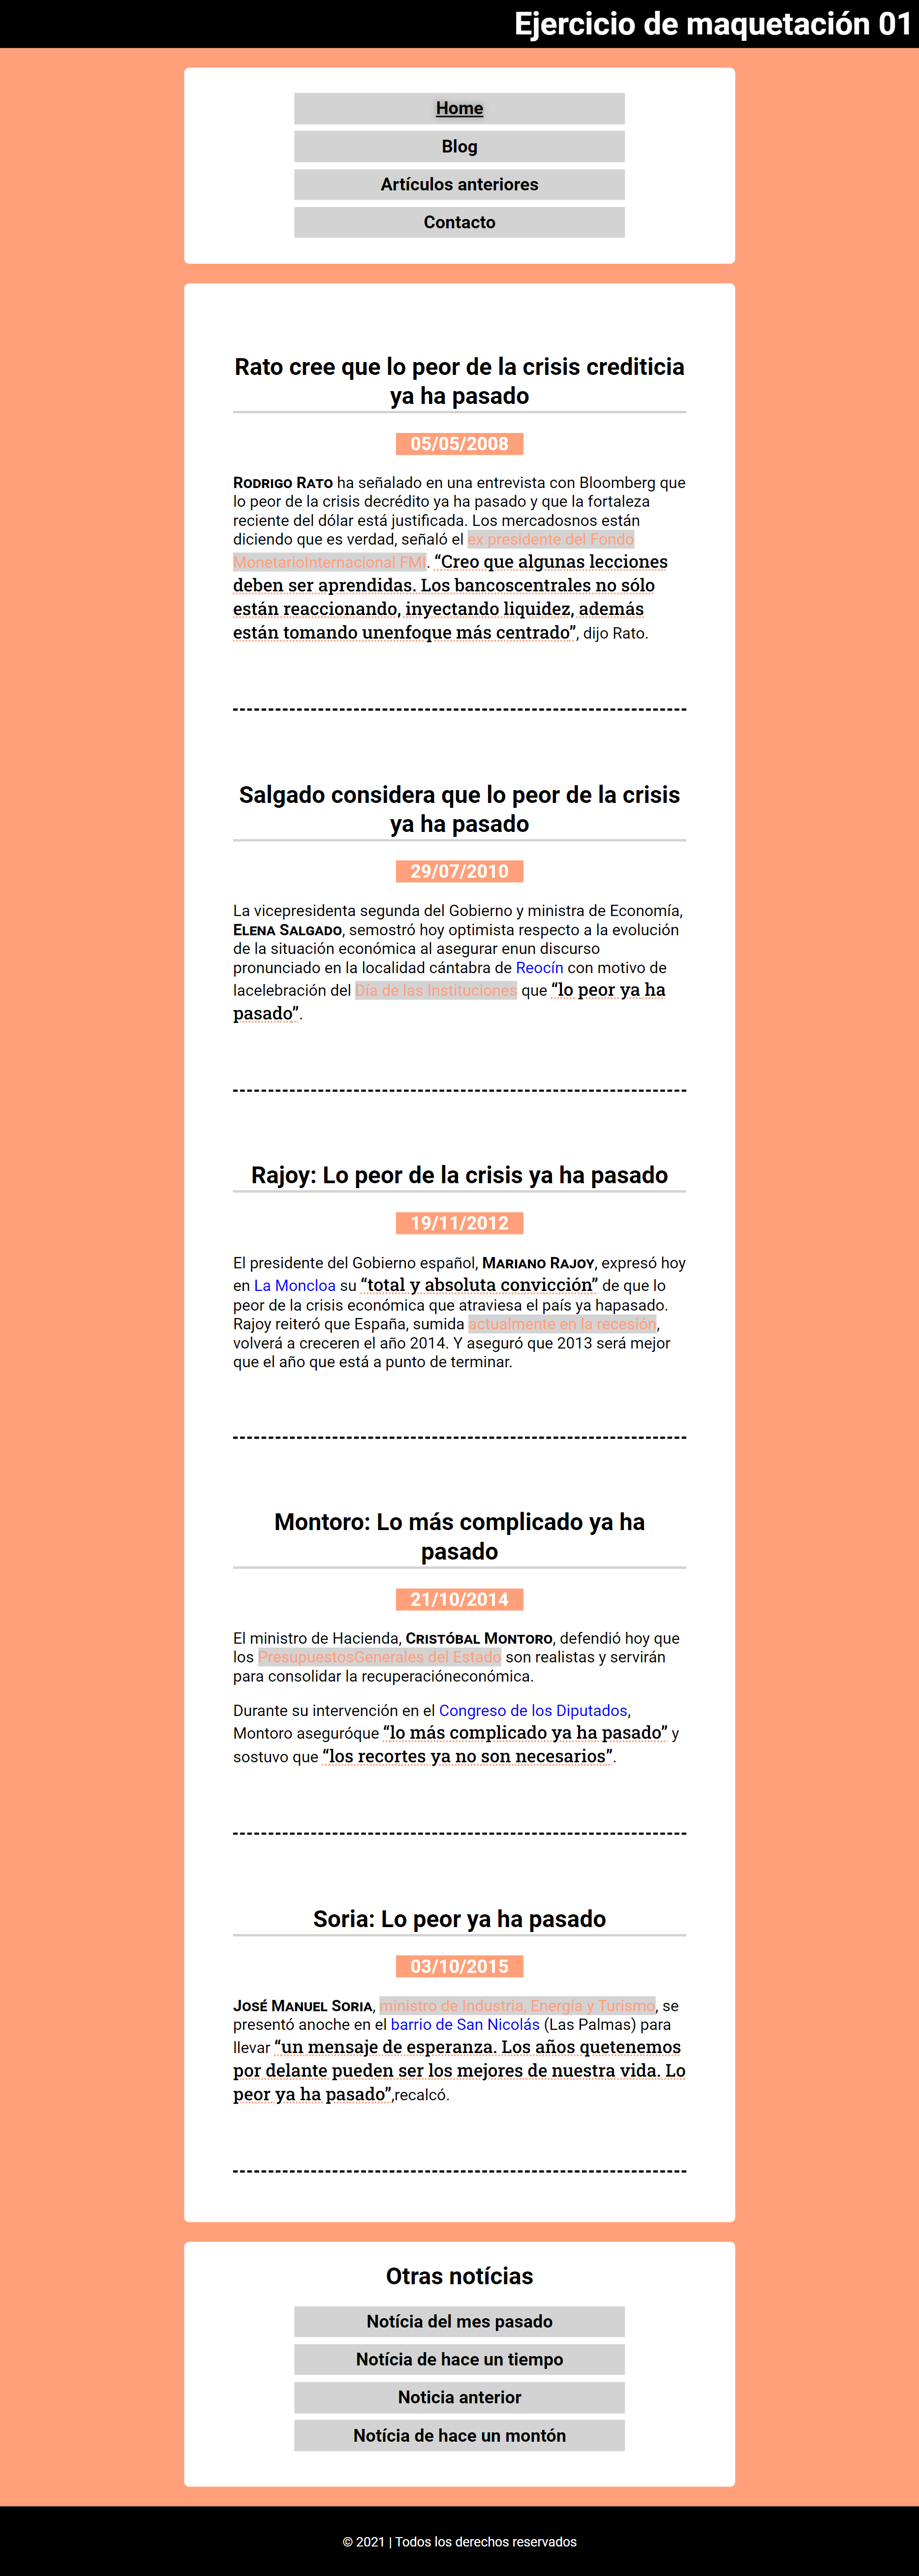 Ejercicio de maquetación 01
Home
Blog
Artículos anteriores
Contacto
Rato cree que lo peor de la crisis crediticia
ya ha pasado
05/05/2008
Rodrigo Rato ha señalado en una entrevista con Bloomberg que
lo peor de la crisis decrédito ya ha pasado y que la fortaleza
reciente del dólar está justificada. Los mercadosnos están
diciendo que es verdad, señaló el ex presidente del Fondo
MonetarioInternacional FMI. “Creo que algunas lecciones
deben ser aprendidas. Los bancoscentrales no sólo
están reaccionando, inyectando liquidez, además
están tomando unenfoque más centrado”, dijo Rato.
Salgado considera que lo peor de la crisis
ya ha pasado
29/07/2010
La vicepresidenta segunda del Gobierno y ministra de Economía,
Elena Salgado, semostró hoy optimista respecto a la evolución
de la situación económica al asegurar enun discurso
pronunciado en la localidad cántabra de Reocín con motivo de
lacelebración del Día de las Instituciones que “lo peor ya ha
pasado”.
Rajoy: Lo peor de la crisis ya ha pasado
19/11/2012
El presidente del Gobierno español, Mariano Rajoy, expresó hoy
en La Moncloa su “total y absoluta convicción” de que lo
peor de la crisis económica que atraviesa el país ya hapasado.
Rajoy reiteró que España, sumida actualmente en la recesión,
volverá a creceren el año 2014. Y aseguró que 2013 será mejor
que el año que está a punto de terminar.
Montoro: Lo más complicado ya ha
pasado
21/10/2014
El ministro de Hacienda, Cristóbal Montoro, defendió hoy que
los PresupuestosGenerales del Estado son realistas y servirán
para consolidar la recuperacióneconómica.
Durante su intervención en el Congreso de los Diputados,
Montoro aseguróque “lo más complicado ya ha pasado” y
sostuvo que “los recortes ya no son necesarios”.
Soria: Lo peor ya ha pasado
03/10/2015
José Manuel Soria, ministro de Industria, Energía y Turismo, se
presentó anoche en el barrio de San Nicolás (Las Palmas) para
llevar “un mensaje de esperanza. Los años quetenemos
por delante pueden ser los mejores de nuestra vida. Lo
peor ya ha pasado”,recalcó.
Otras notícias
Notícia del mes pasado
Notícia de hace un tiempo
Noticia anterior
Notícia de hace un montón
© 2021 | Todos los derechos reservados